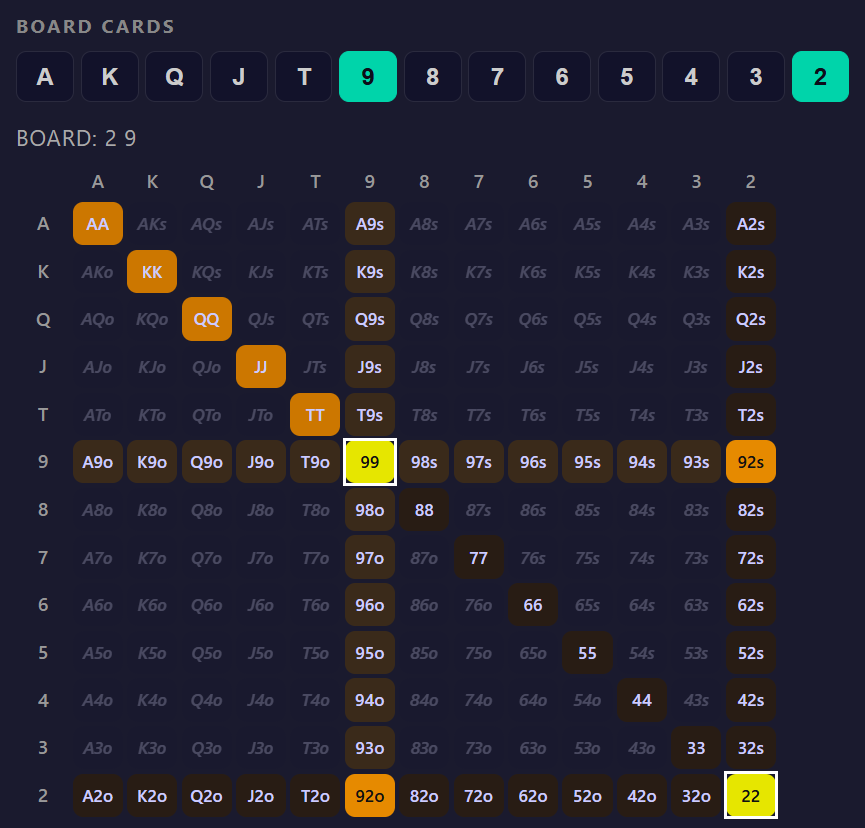 BOARD CARDS
A K Q J T 9 8 7 6 5 4 3 2
BOARD: 2 9
A K Q J T 9 8 7 6 5 4 3 2
A AA AKs AQs AJs ATs A9s A8s A7s A6s A5s A4s A3s A2s
K AKo KK KQs KJs KTs K9s K8s K7s K6s K5s K4s K3s K2s
Q AQo KQo QQ QJs QTs Q9s Q8s Q7s Q6s Q5s Q4s Q3s Q2s
J AJo KJo QJo JJ JTs J9s J8s J7s J6s J5s J4s J3s J2s
T ATo KTo QTo JTo TT T9s T8s T7s T6s T5s T4s T3s T2s
9 A9o K9o Q9o J9o T9o 99 98s 97s 96s 95s 94s 93s 92s
8 A8o K8o Q8o J8o T8o 98o 88 87s 86s 85s 84s 83s 82s
7 A7o K7o Q7o J7o T7o 97o 87o 77 76s 75s 74s 73s 72s
6 A6o K6o Q6o J6o T6o 96o 86o 76o 66 65s 64s 63s 62s
5 A5o K5o Q5o J5o T5o 95o 85o 75o 65o 55 54s 53s 52s
4 A4o K4o Q4o J4o T4o 94o 84o 74o 64o 54o 44 43s 42s
3 A3o K3o Q3o J3o T3o 93o 83o 73o 63o 53o 43o 33 32s
2 A2o K2o Q2o J2o T2o 92o 82o 72o 62o 52o 42o 32o 22